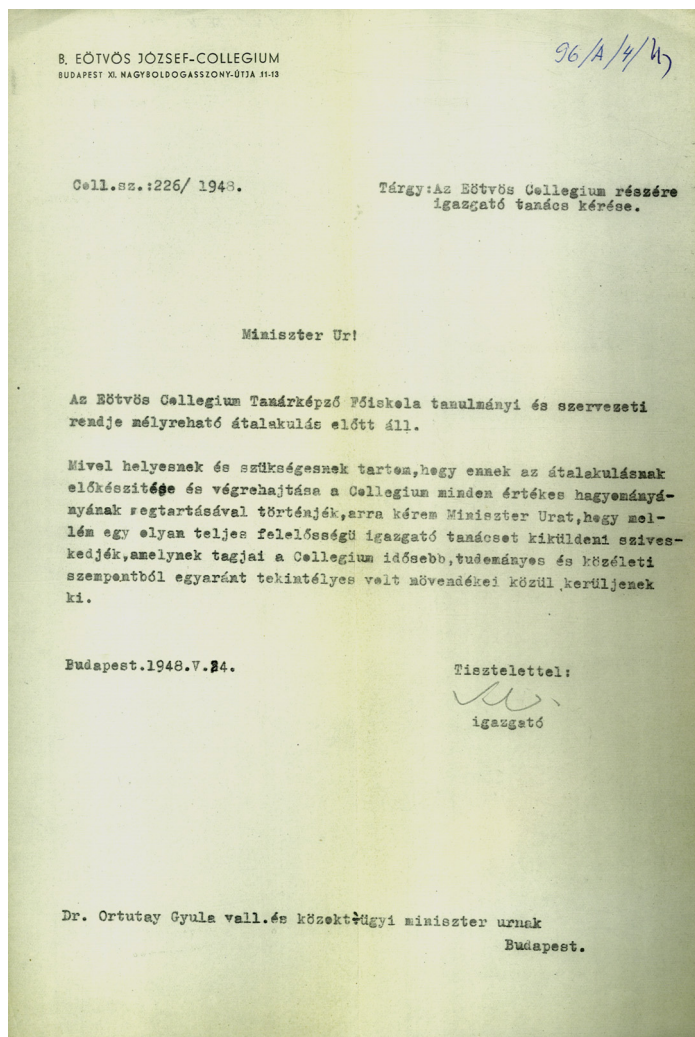 B. EÖTVÖS JÓZSEF-COLLEGIUM
BUDAPEST XI. NAGYBOLDOGASSZONY-ÚTJA 11-13
96/A/4/
Coll.sz.:226/ 1948.
Tárgy:Az Eötvös Collegium részére
igazgató tanács kérése.
Miniszter Ur!
Az Eötvös Collegium Tanárképző Főiskola tanulmányi és szervezeti
rendje mélyreható átalakulás előtt áll.
Mivel helyesnek és szükségesnek tartom,hogy ennek az átalakulásnak
előkészitése és végrehajtása a Collegium minden értékes hagyományá-
nyának megtartásával történjék,arra kérem Miniszter Urat,hogy mel-
lém egy olyan teljes felelősségü igazgató tanácsot kiküldeni szives-
kedjék,amelynek tagjai a Collegium idősebb,tudományos és közéleti
szempontból egyaránt tekintélyes volt növendékei közül kerüljenek
ki.
Budapest.1948.V.24.
Tisztelettel:
igazgató
Dr. Ortutay Gyula vall.és közokt.ügyi miniszter urnak
Budapest.